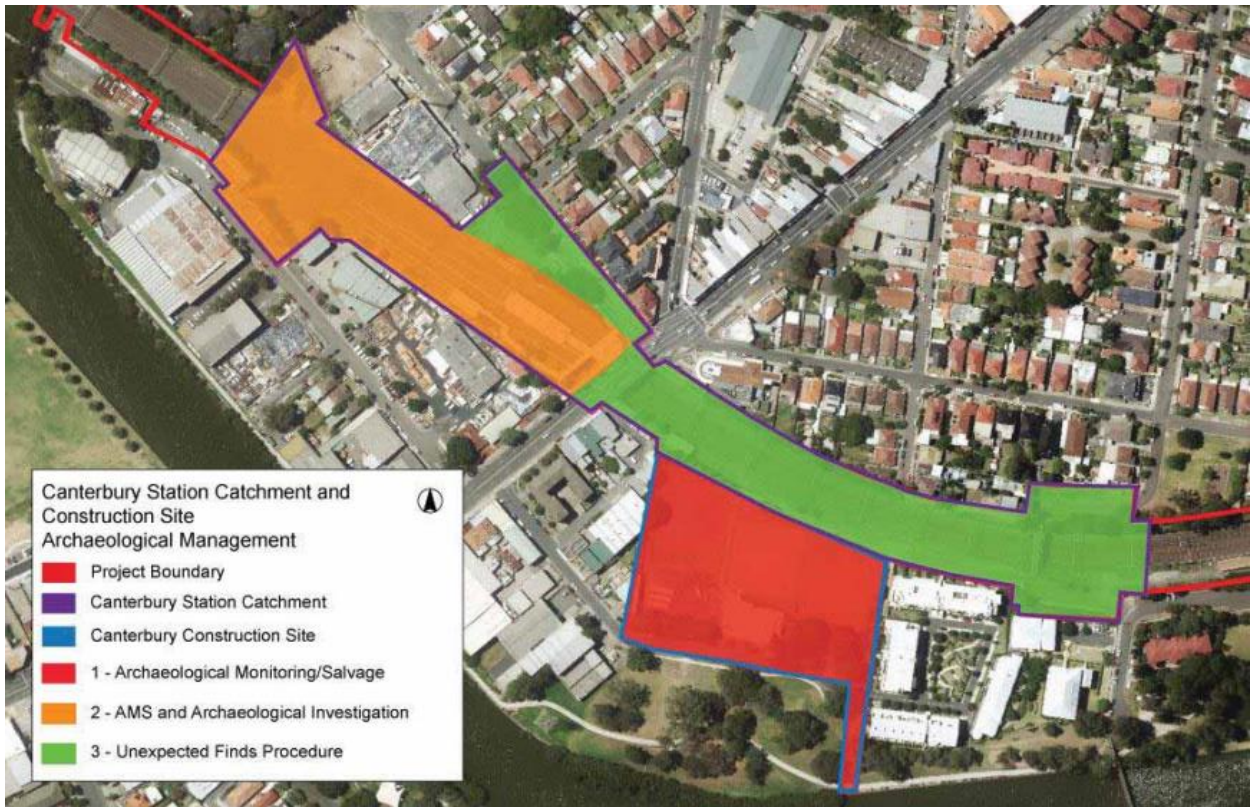 Canterbury Station Catchment and
Construction Site
Archaeological Management
Project Boundary
Canterbury Station Catchment
Canterbury Construction Site
1 - Archaeological Monitoring/Salvage
2 - AMS and Archaeological Investigation
3 - Unexpected Finds Procedure